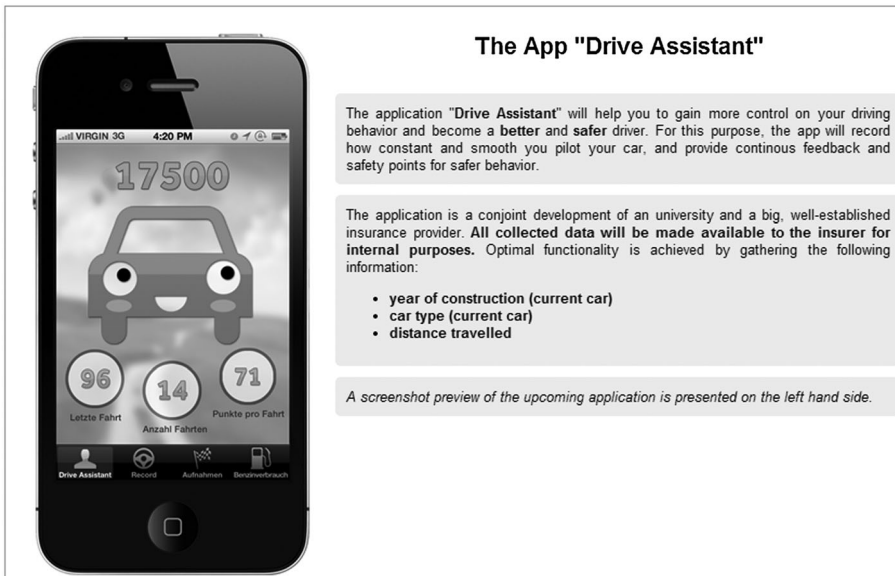 The App "Drive Assistant"
VIRGIN 3G 4:20 PM
17500
96
14
71
Letzte Fahrt
Anzahl Fahrten
Punkte pro Fahrt
Drive Assistant Record Aufnahmen Benzinverbrauch
The application "Drive Assistant" will help you to gain more control on your driving
behavior and become a better and safer driver. For this purpose, the app will record
how constant and smooth you pilot your car, and provide continous feedback and
safety points for safer behavior.
The application is a conjoint development of an university and a big, well-established
insurance provider. All collected data will be made available to the insurer for
internal purposes. Optimal functionality is achieved by gathering the following
information:
• year of construction (current car)
• car type (current car)
• distance travelled
A screenshot preview of the upcoming application is presented on the left hand side.